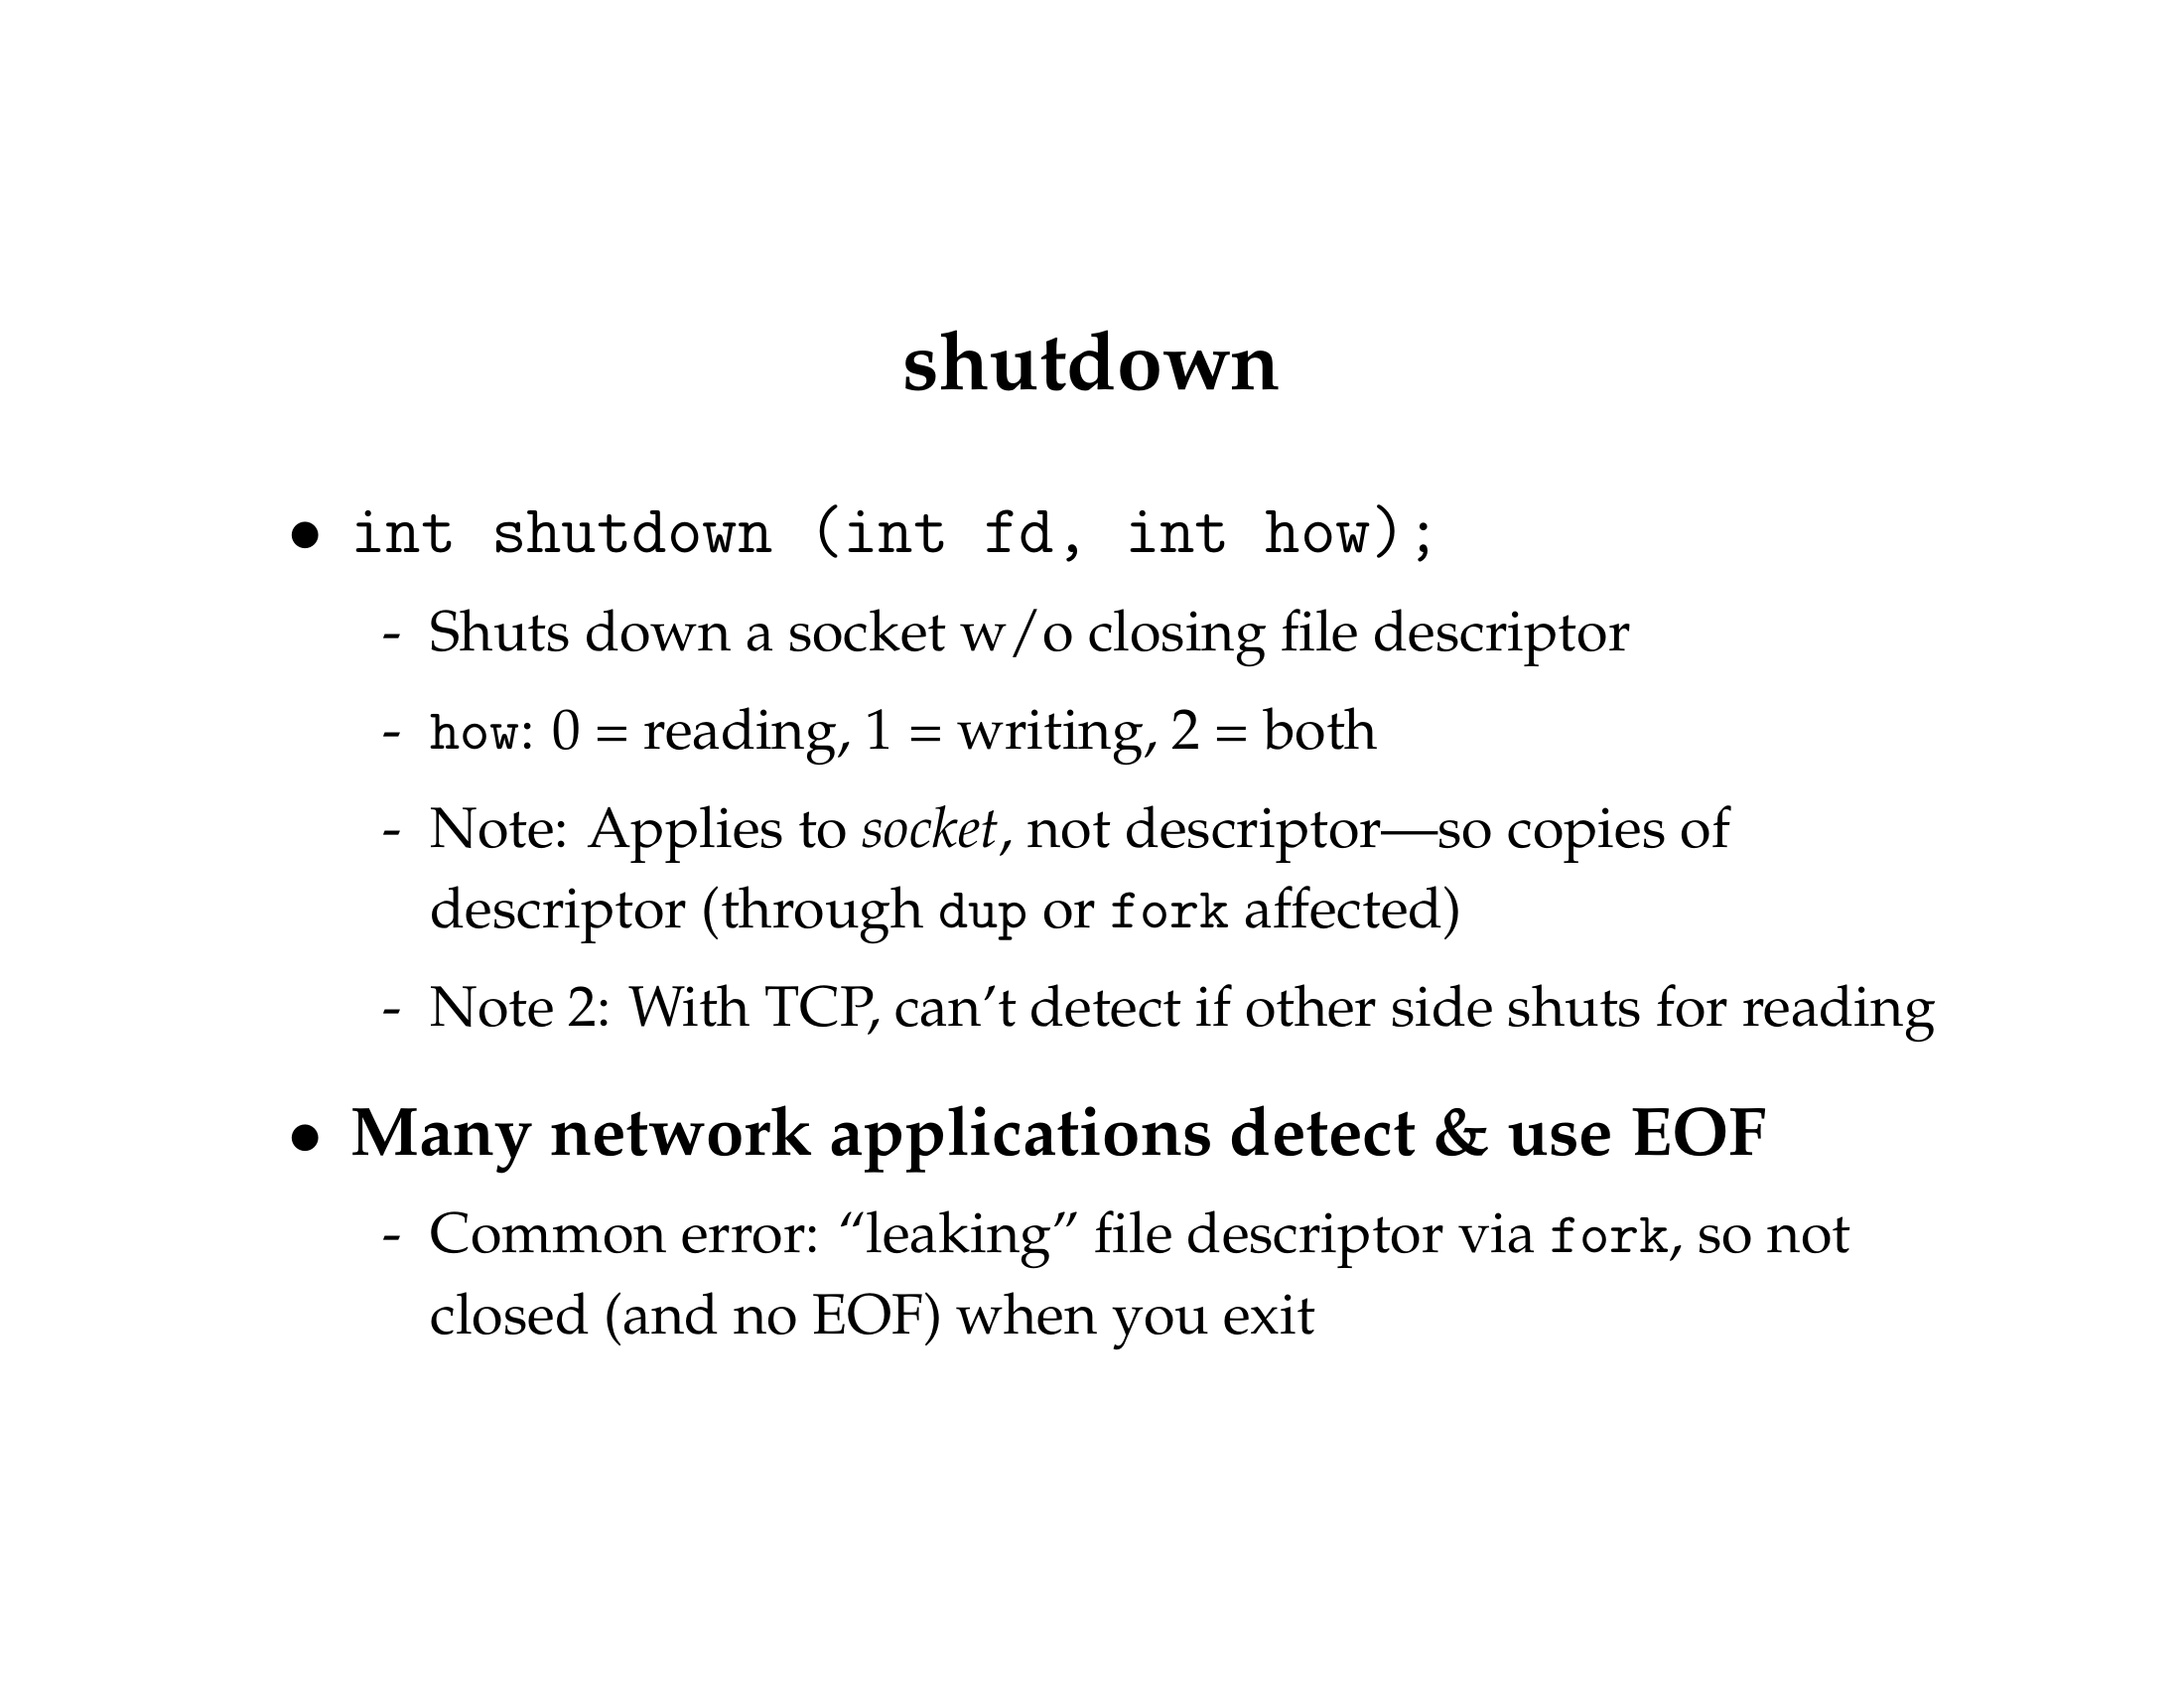 shutdown
• int shutdown (int fd, int how);
- Shuts down a socket w/o closing file descriptor
- how: 0 = reading, 1 = writing, 2 = both
- Note: Applies to socket, not descriptor—so copies of
descriptor (through dup or fork affected)
- Note 2: With TCP, can’t detect if other side shuts for reading
• Many network applications detect & use EOF
- Common error: “leaking” file descriptor via fork, so not
closed (and no EOF) when you exit